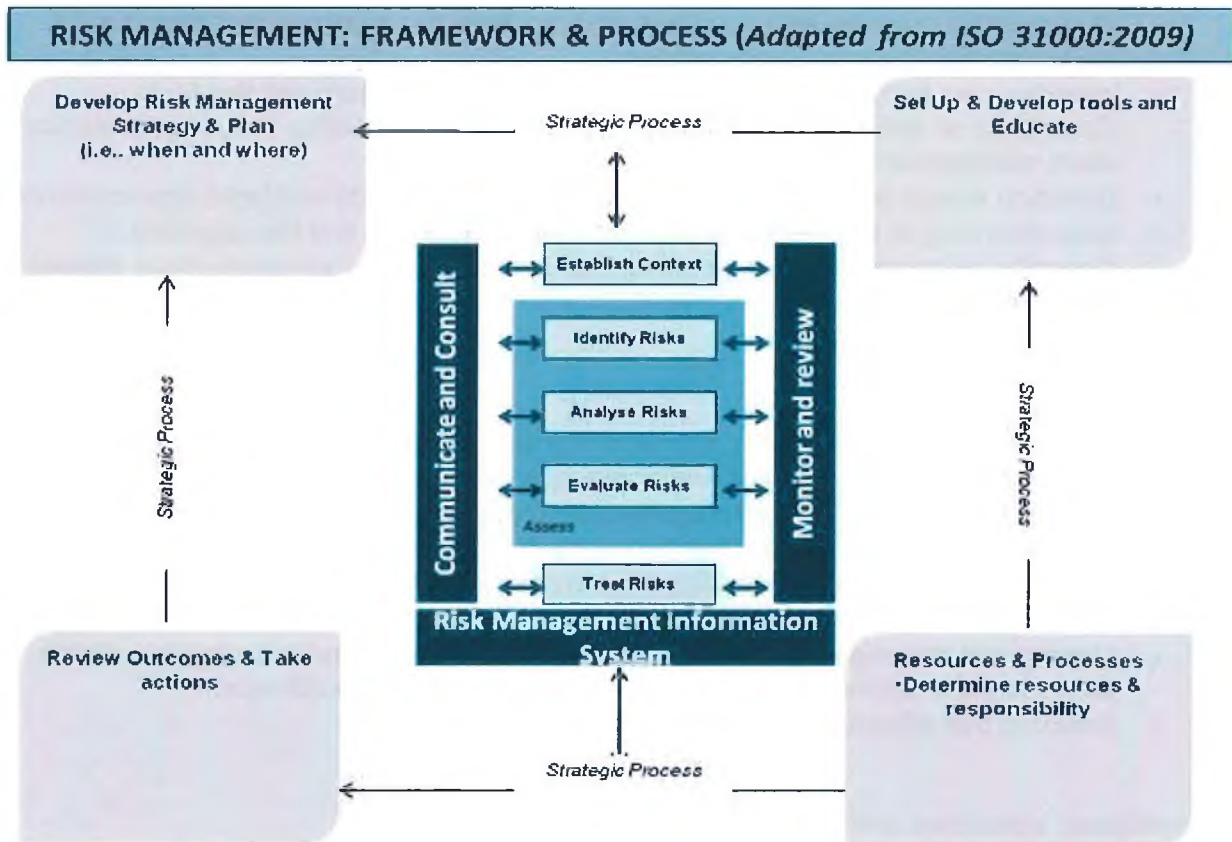 RISK MANAGEMENT: FRAMEWORK & PROCESS (Adapted from ISO 31000:2009)
Develop Risk Management
Strategy & Plan
(i.e.. when and where)
Strategic Process
Set Up & Develop tools and
Educate
Communicate and Consult
Establish Context
Identify Risks
Analyse Risks
Evaluate Risks
Assess
Treat Risks
Monitor and review
Risk Management Information
System
Strategic Process
Strategic Process
Review Outcomes & Take
actions
Strategic Process
Resources & Processes
•Determine resources &
responsibility